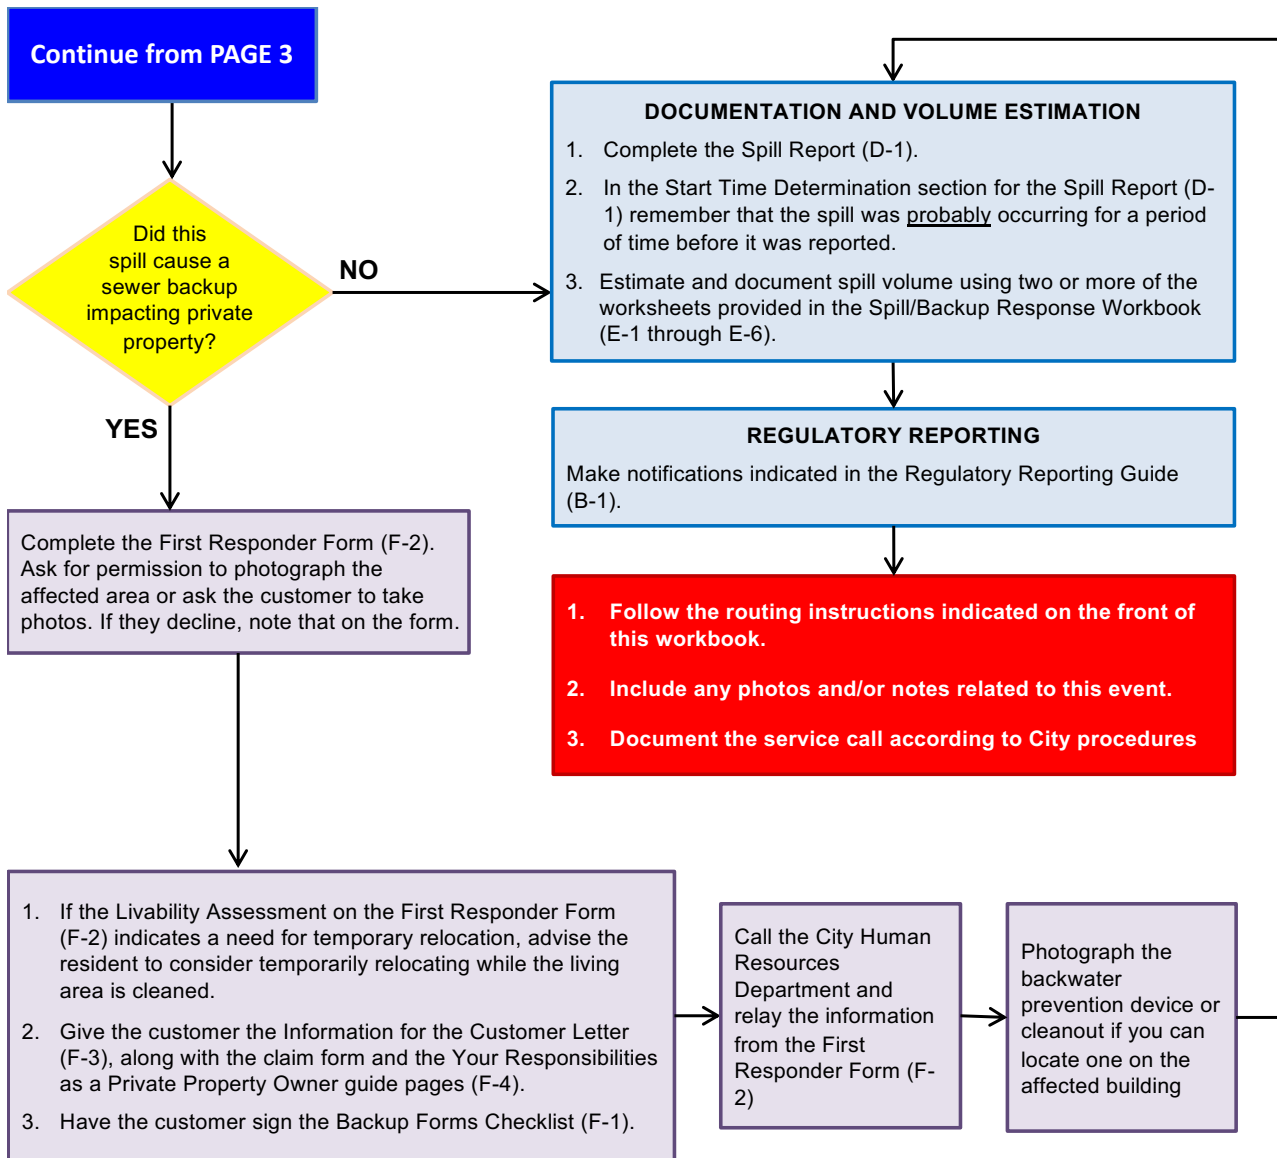 Continue from PAGE 3
Did this
spill cause a
sewer backup
impacting private
property?
NO
YES
DOCUMENTATION AND VOLUME ESTIMATION
1. Complete the Spill Report (D-1).
2. In the Start Time Determination section for the Spill Report (D-
1) remember that the spill was probably occurring for a period
of time before it was reported.
3. Estimate and document spill volume using two or more of the
worksheets provided in the Spill/Backup Response Workbook
(E-1 through E-6).
REGULATORY REPORTING
Make notifications indicated in the Regulatory Reporting Guide
(B-1).
1. Follow the routing instructions indicated on the front of
this workbook.
2. Include any photos and/or notes related to this event.
3. Document the service call according to City procedures
Complete the First Responder Form (F-2).
Ask for permission to photograph the
affected area or ask the customer to take
photos. If they decline, note that on the form.
1. If the Livability Assessment on the First Responder Form
(F-2) indicates a need for temporary relocation, advise the
resident to consider temporarily relocating while the living
area is cleaned.
2. Give the customer the Information for the Customer Letter
(F-3), along with the claim form and the Your Responsibilities
as a Private Property Owner guide pages (F-4).
3. Have the customer sign the Backup Forms Checklist (F-1).
Call the City Human
Resources
Department and
relay the information
from the First
Responder Form (F-
2)
Photograph the
backwater
prevention device or
cleanout if you can
locate one on the
affected building